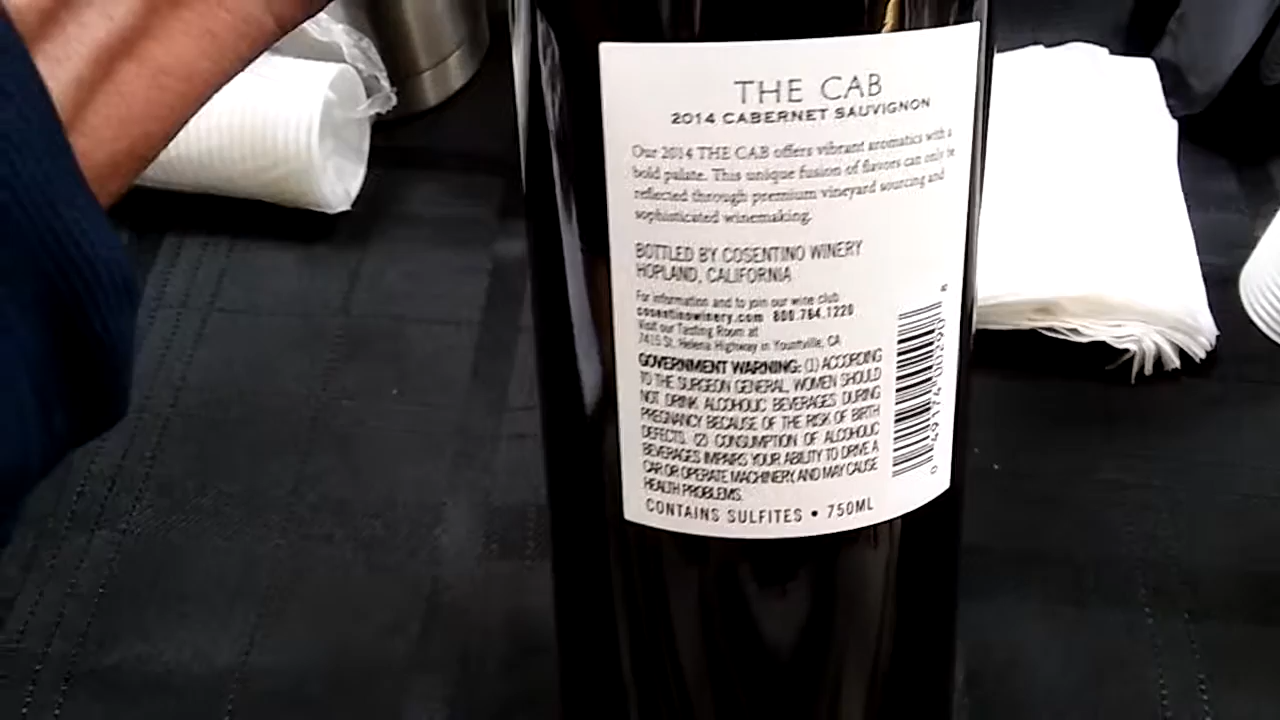 THE CAB
2014 CABERNET SAUVIGNON
Our 2014 THE CAB offers vibrant aromatics with a
bold palate. This unique fusion of flavors can only be
reflected through premium vineyard sourcing and
sophisticated winemaking.
BOTTLED BY COSENTINO WINERY
HOPLAND, CALIFORNIA
For information and to join our wine club
cosentinowinery.com 800.764.1220
Visit our Tasting Room at
7415 St. Helena Highway in Yountville, CA
GOVERNMENT WARNING: (1) ACCORDING
TO THE SURGEON GENERAL, WOMEN SHOULD
NOT DRINK ALCOHOLIC BEVERAGES DURING
PREGNANCY BECAUSE OF THE RISK OF BIRTH
DEFECTS. (2) CONSUMPTION OF ALCOHOLIC
BEVERAGES IMPAIRS YOUR ABILITY TO DRIVE A
CAR OR OPERATE MACHINERY, AND MAY CAUSE
HEALTH PROBLEMS.
CONTAINS SULFITES • 750ML